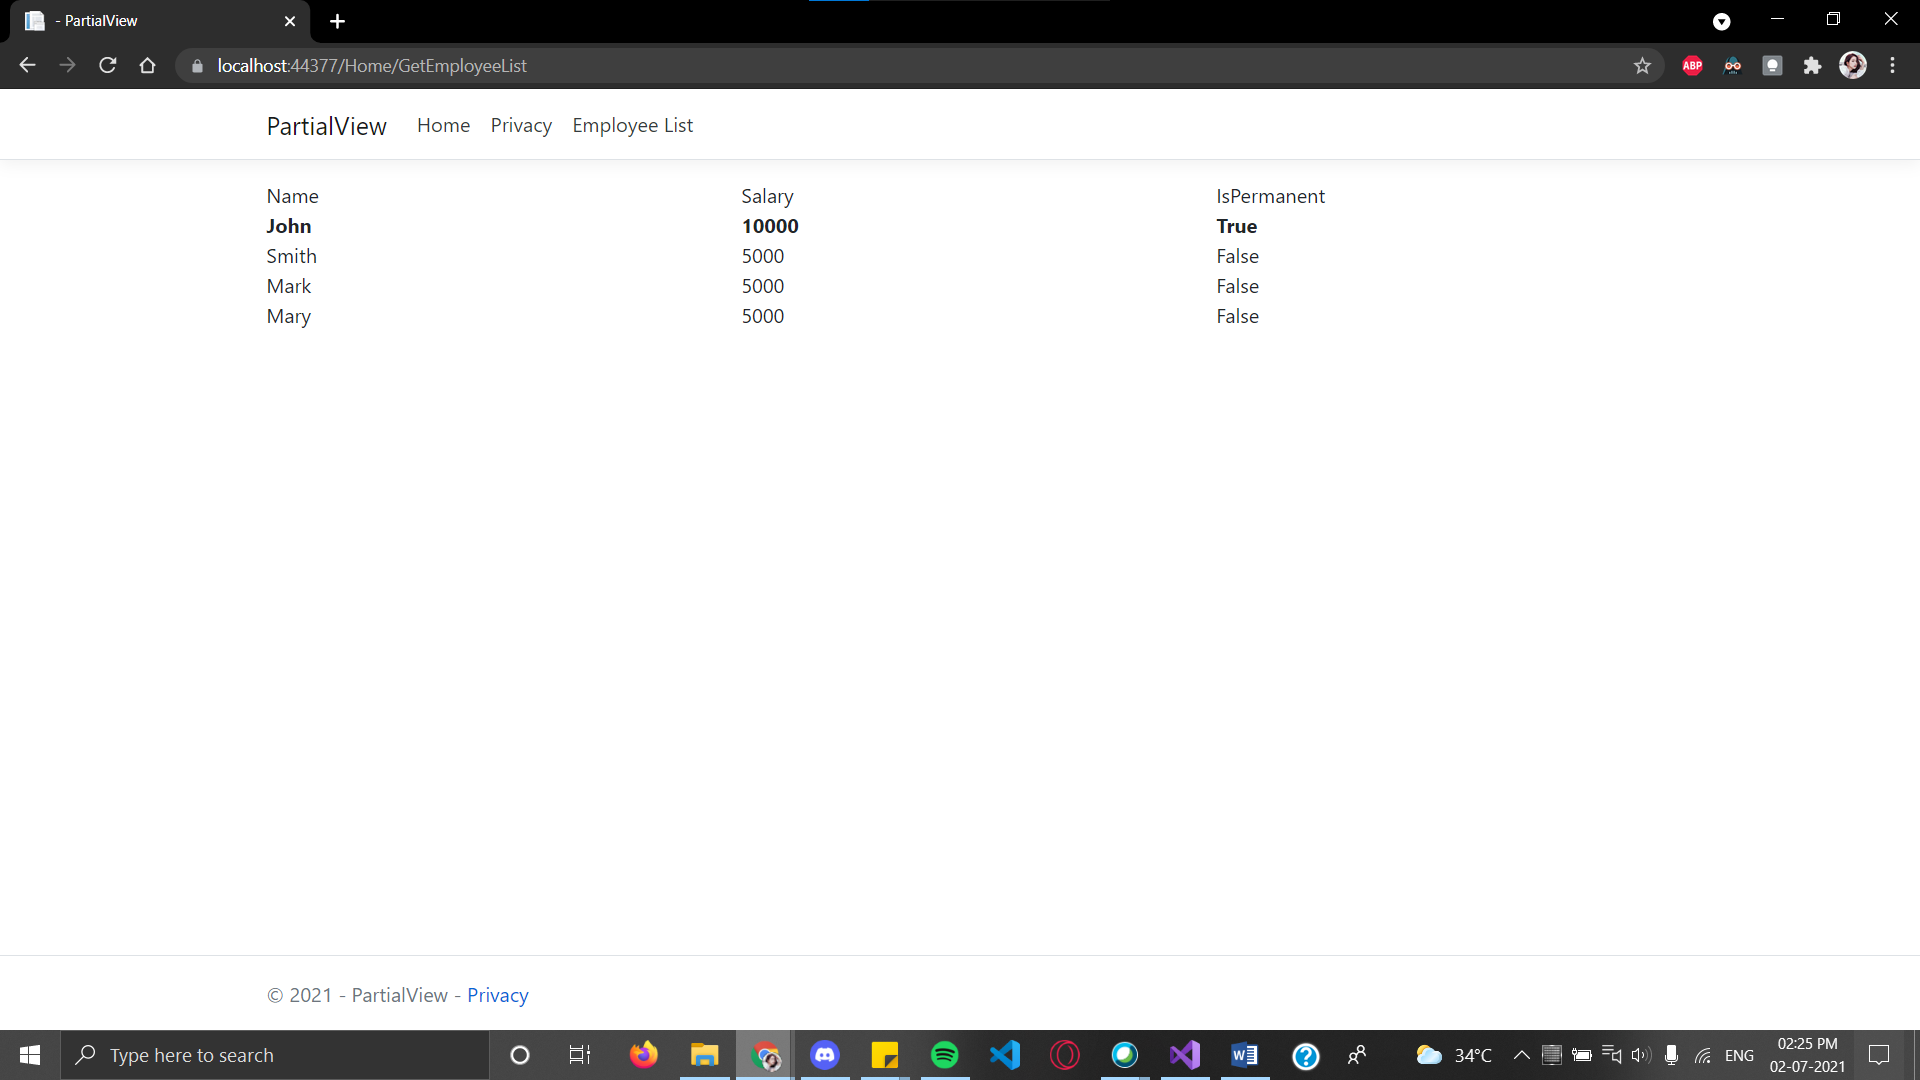 - PartialView
localhost:44377/Home/GetEmployeeList
ABP
PartialView Home Privacy Employee List
Name Salary IsPermanent
John 10000 True
Smith 5000 False
Mark 5000 False
Mary 5000 False
© 2021 - PartialView - Privacy
Type here to search
W
?
34°C
ENG
02:25 PM
02-07-2021